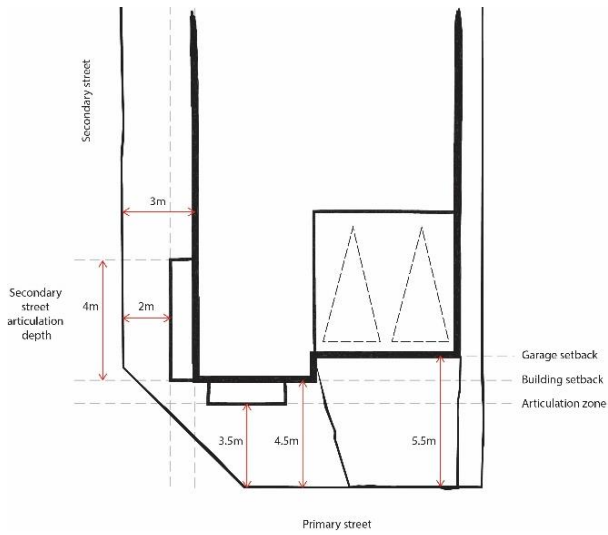 Secondary street
3m
Secondary
street
articulation
depth
4m
2m
Garage setback
Building setback
Articulation zone
3.5m
4.5m
5.5m
Primary street